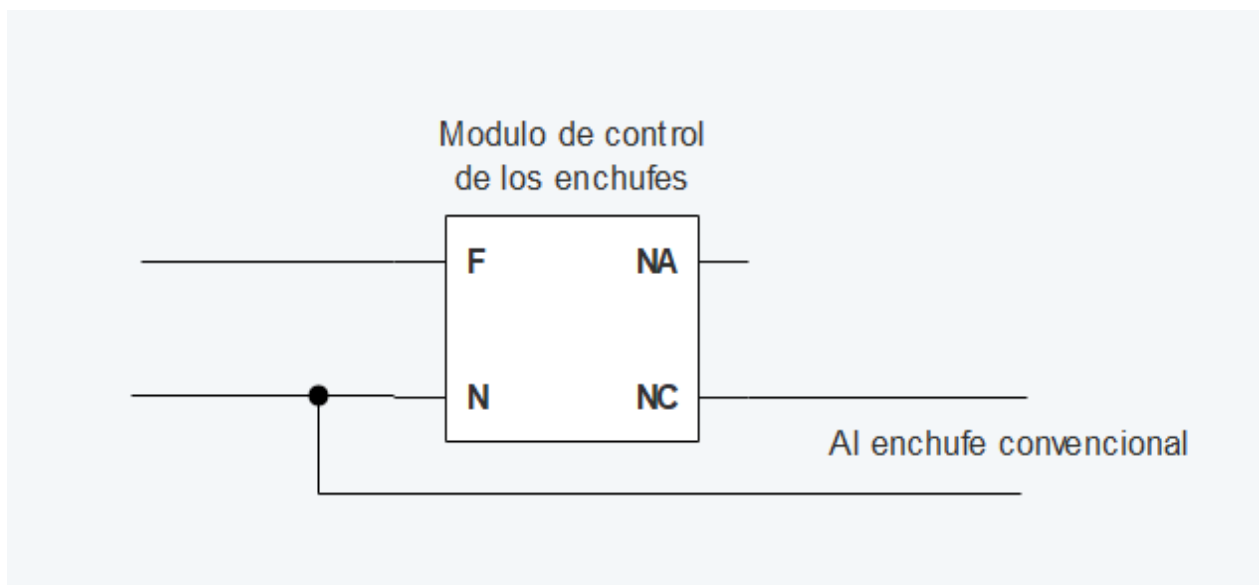 Modulo de control
de los enchufes
F
NA
N
NC
Al enchufe convencional